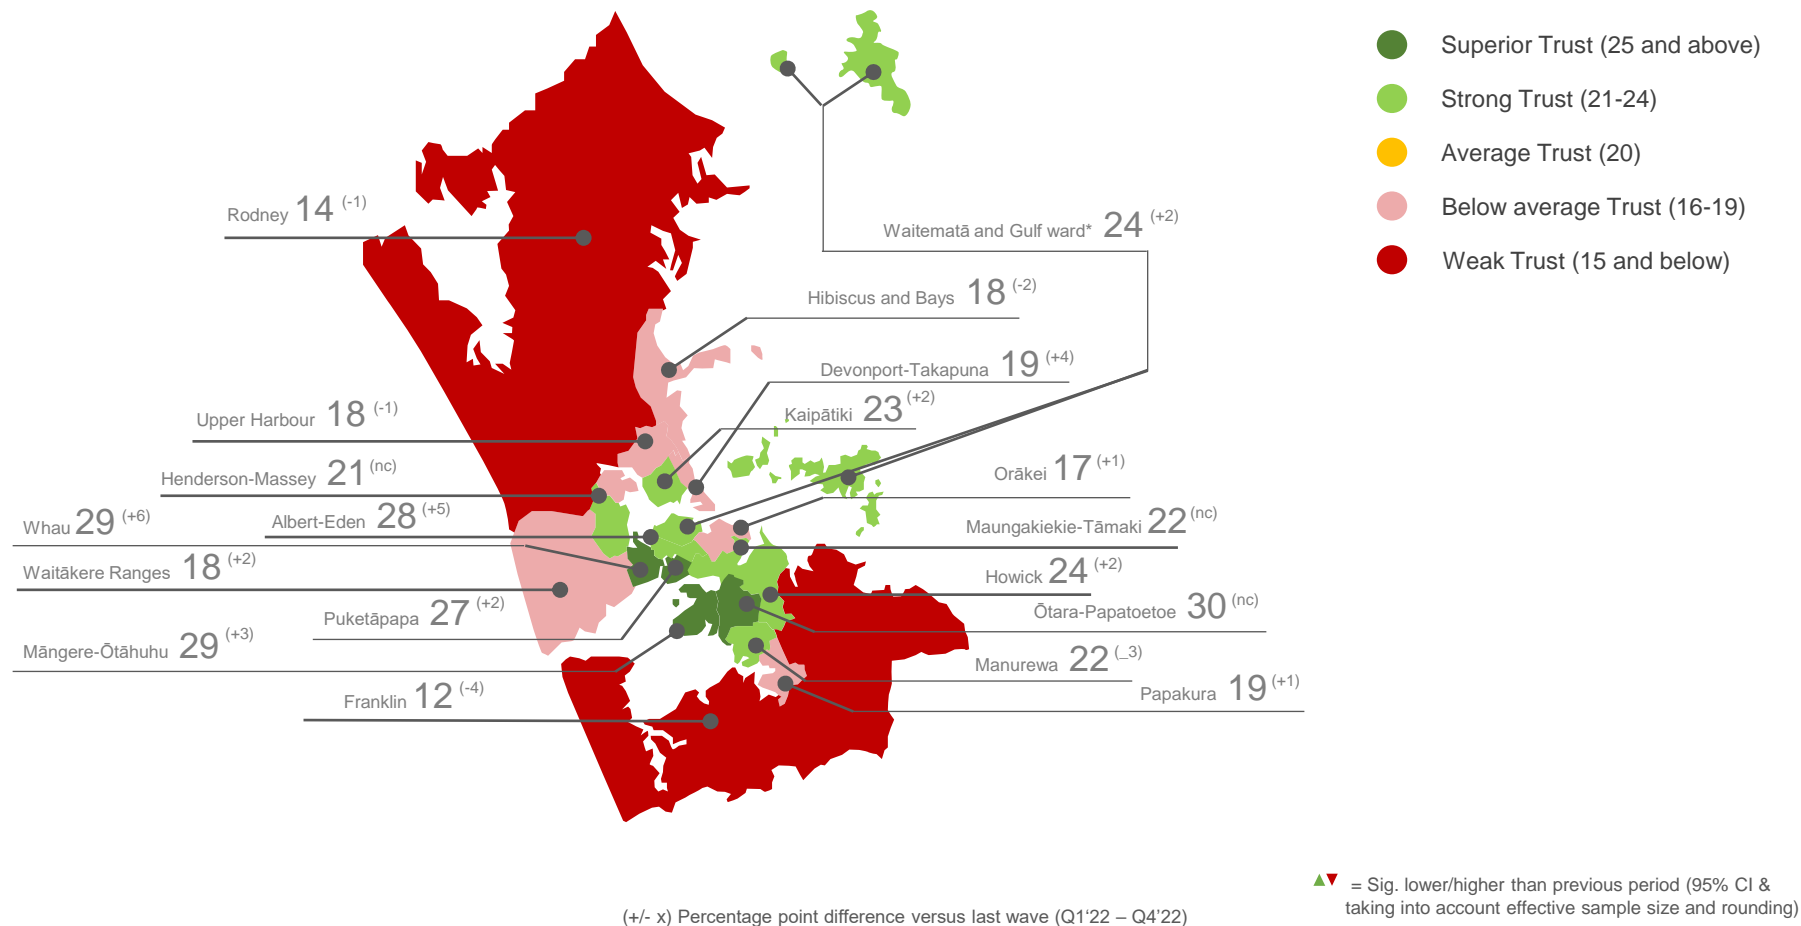 Superior Trust (25 and above)
Strong Trust (21-24)
Average Trust (20)
Below average Trust (16-19)
Weak Trust (15 and below)
Rodney 14 (-1)
Waitematā and Gulf ward* 24 (+2)
Hibiscus and Bays 18 (-2)
Devonport-Takapuna 19 (+4)
Kaipātiki 23 (+2)
Upper Harbour 18 (-1)
Henderson-Massey 21 (nc)
Orākei 17 (+1)
Albert-Eden 28 (+5)
Whau 29 (+6)
Maungakiekie-Tāmaki 22 (nc)
Waitākere Ranges 18 (+2)
Howick 24 (+2)
Puketāpapa 27 (+2)
Ōtara-Papatoetoe 30 (nc)
Māngere-Ōtāhuhu 29 (+3)
Manurewa 22 (_3)
Franklin 12 (-4)
Papakura 19 (+1)
= Sig. lower/higher than previous period (95% CI &
taking into account effective sample size and rounding)
(+/- x) Percentage point difference versus last wave (Q1‘22 – Q4’22)